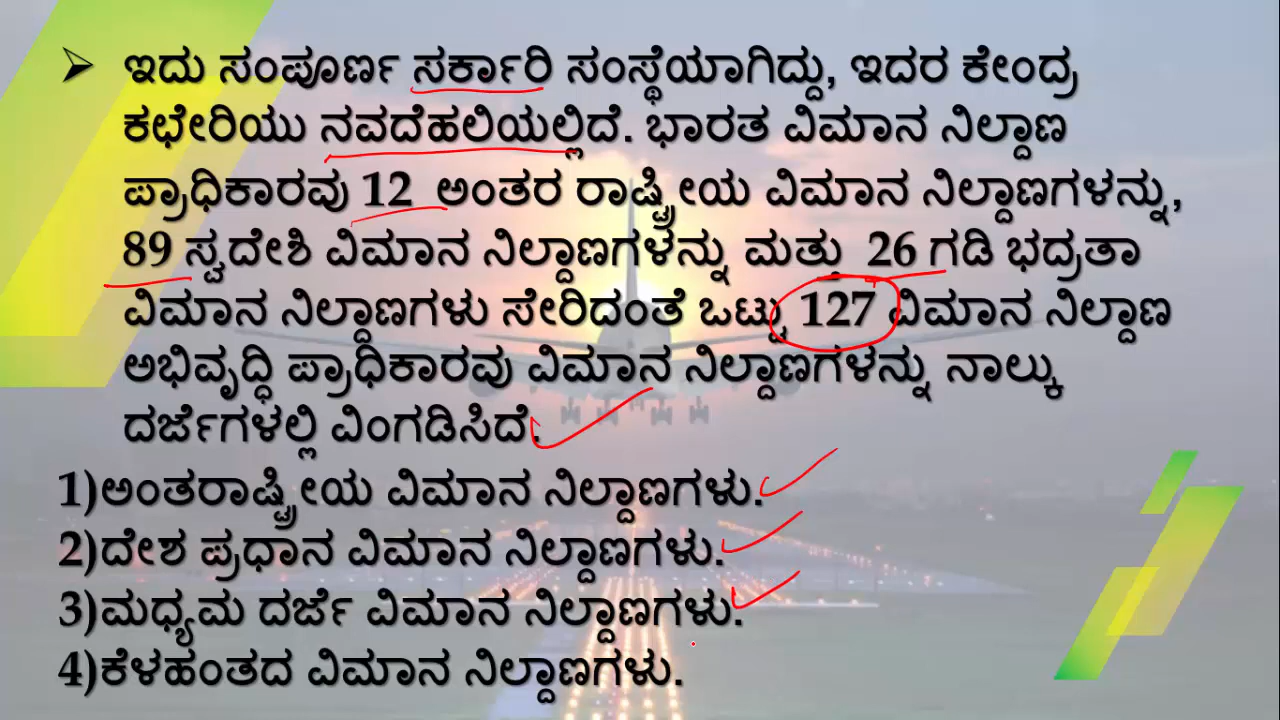 ಇದು ಸಂಪೂರ್ಣ ಸರ್ಕಾರಿ ಸಂಸ್ಥೆಯಾಗಿದ್ದು, ಇದರ ಕೇಂದ್ರ
ಕಛೇರಿಯು ನವದೆಹಲಿಯಲ್ಲಿದೆ. ಭಾರತ ವಿಮಾನ ನಿಲ್ದಾಣ
ಪ್ರಾಧಿಕಾರವು 12 ಅಂತರ ರಾಷ್ಟ್ರೀಯ ವಿಮಾನ ನಿಲ್ದಾಣಗಳನ್ನು,
89 ಸ್ವದೇಶಿ ವಿಮಾನ ನಿಲ್ದಾಣಗಳನ್ನು ಮತ್ತು 26 ಗಡಿ ಭದ್ರತಾ
ವಿಮಾನ ನಿಲ್ದಾಣಗಳು ಸೇರಿದಂತೆ ಒಟ್ಟು 127 ವಿಮಾನ ನಿಲ್ದಾಣ
ಅಭಿವೃದ್ಧಿ ಪ್ರಾಧಿಕಾರವು ವಿಮಾನ ನಿಲ್ದಾಣಗಳನ್ನು ನಾಲ್ಕು
ದರ್ಜೆಗಳಲ್ಲಿ ವಿಂಗಡಿಸಿದೆ.
1)ಅಂತರಾಷ್ಟ್ರೀಯ ವಿಮಾನ ನಿಲ್ದಾಣಗಳು.
2)ದೇಶ ಪ್ರಧಾನ ವಿಮಾನ ನಿಲ್ದಾಣಗಳು.
3)ಮಧ್ಯಮ ದರ್ಜೆ ವಿಮಾನ ನಿಲ್ದಾಣಗಳು.
4)ಕೆಳಹಂತದ ವಿಮಾನ ನಿಲ್ದಾಣಗಳು.